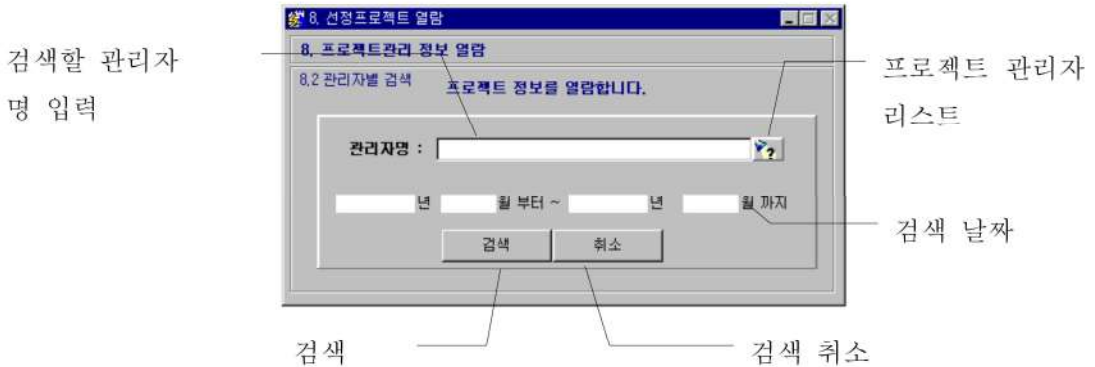 8. 선정프로젝트 열람
8. 프로젝트관리 정보 열람
검색할 관리자
명 입력
8.2 관리자별 검색
프로젝트 정보를 열람합니다.
프로젝트 관리자
리스트
관리자명 :
년 월 부터 ~ 년 월 까지
검색 날짜
검색 취소
검색
검색 취소